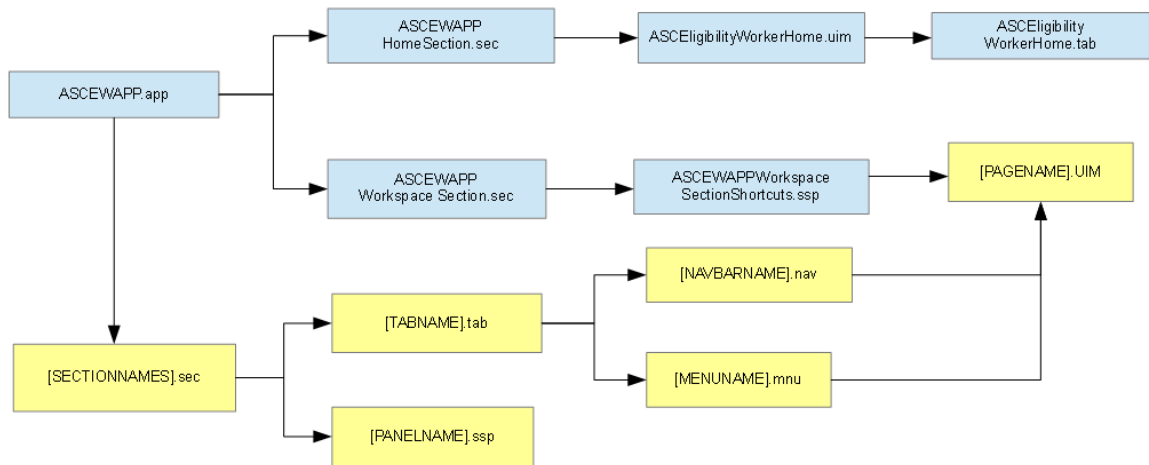 ASCEWAPP
HomeSection.sec
ASCEligibilityWorkerHome.uim
ASCEligibility
WorkerHome.tab
ASCEWAPP.app
ASCEWAPP
Workspace Section.sec
ASCEWAPPWorkspace
SectionShortcuts.ssp
[PAGENAME].UIM
[NAVBARNAME].nav
[TABNAME].tab
[SECTIONNAMES].sec
[MENUNAME].mnu
[PANELNAME].ssp